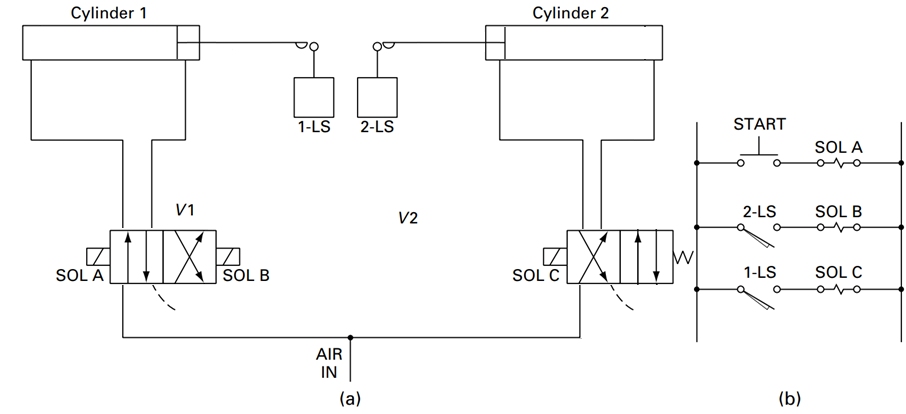 Cylinder 1
Cylinder 2
1-LS
2-LS
START
SOL A
V1
V2
2-LS
SOL B
SOL A
SOL B
SOL C
1-LS
SOL C
AIR
IN
(a)
(b)